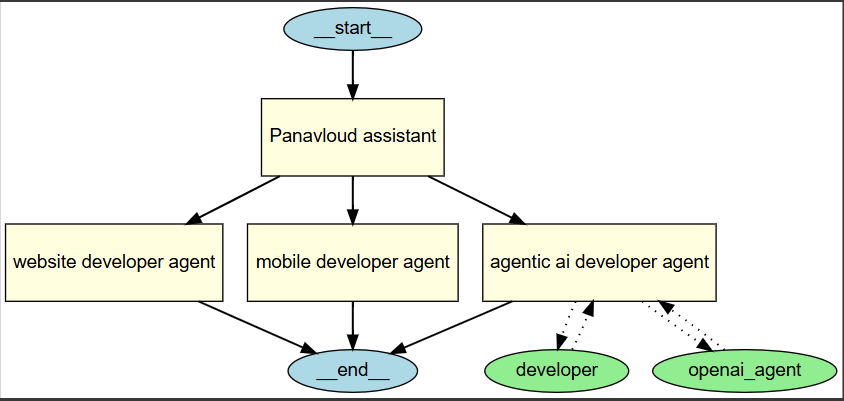 __start__
Panavloud assistant
website developer agent
mobile developer agent
agentic ai developer agent
__end__
developer
openai_agent